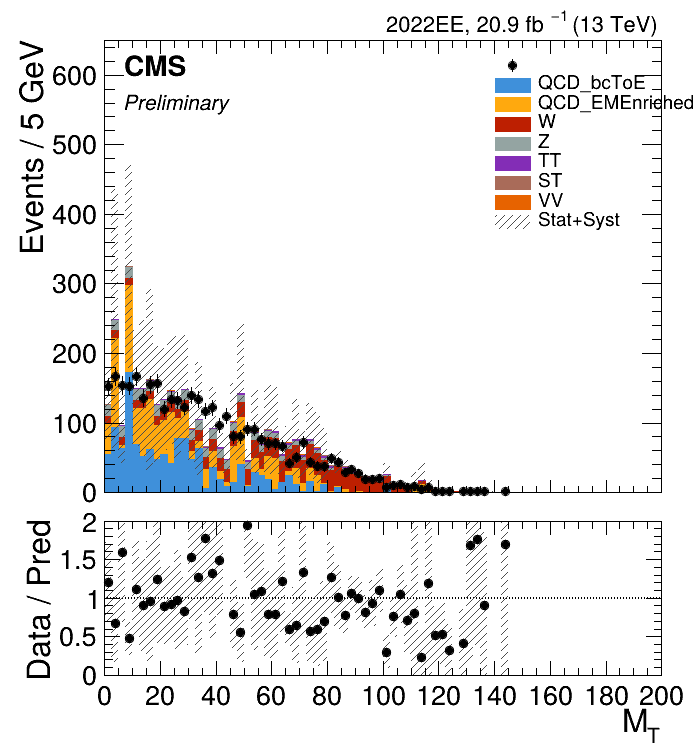 2022EE, 20.9 fb⁻¹ (13 TeV)
Events / 5 GeV
600
500
400
300
200
100
0
CMS
Preliminary
QCD_bcToE
QCD_EMEnriehed
W
Z
TT
ST
VV
Stat+Syst
Data / Pred
2
1.5
1
0.5
0
0 20 40 60 80 100 120 140 160 180 200
M_T